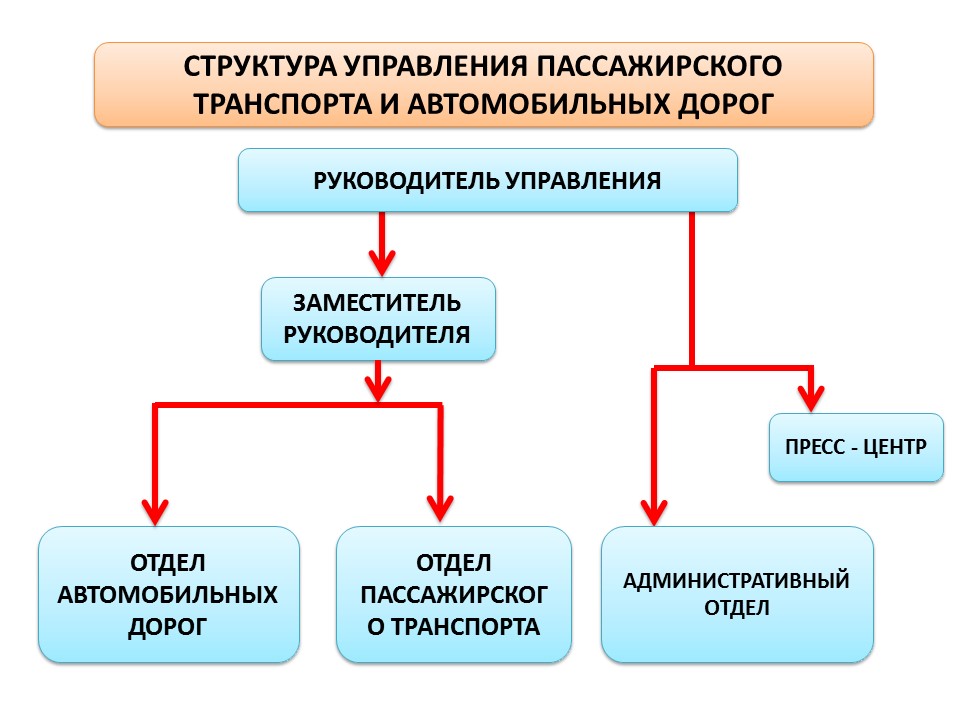 СТРУКТУРА УПРАВЛЕНИЯ ПАССАЖИРСКОГО
ТРАНСПОРТА И АВТОМОБИЛЬНЫХ ДОРОГ
РУКОВОДИТЕЛЬ УПРАВЛЕНИЯ
ЗАМЕСТИТЕЛЬ
РУКОВОДИТЕЛЯ
ПРЕСС - ЦЕНТР
ОТДЕЛ
АВТОМОБИЛЬНЫХ
ДОРОГ
ОТДЕЛ
ПАССАЖИРСКОГ
О ТРАНСПОРТА
АДМИНИСТРАТИВНЫЙ
ОТДЕЛ